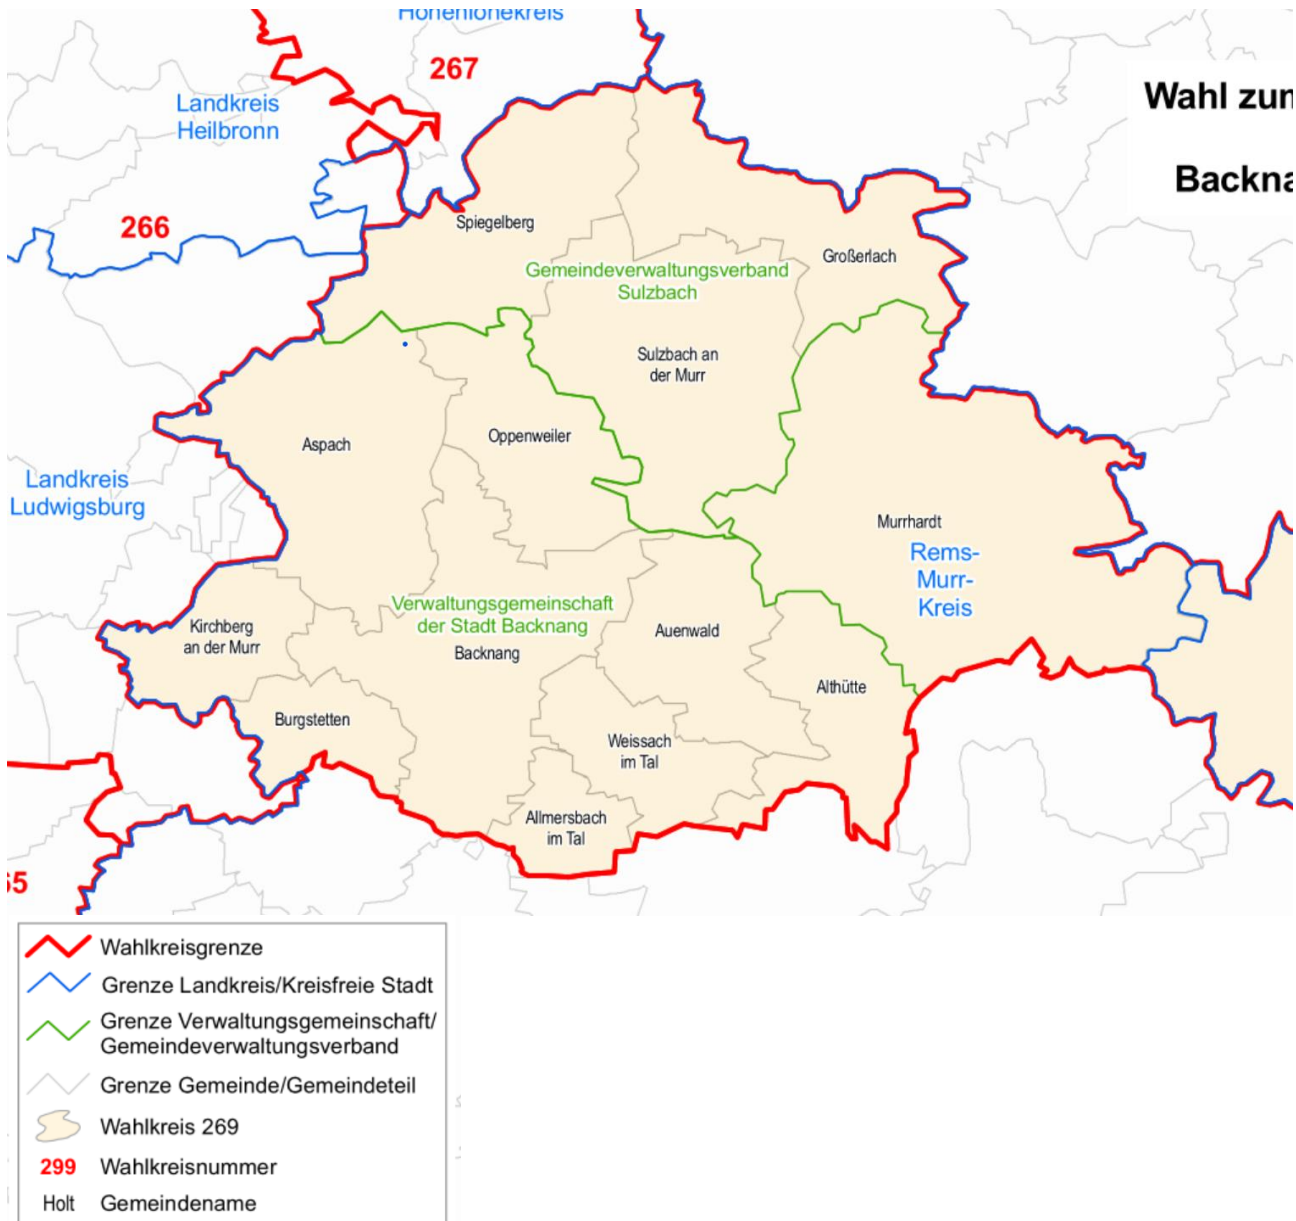 Hohenlohekreis
267
Wahl zum
Landkreis
Heilbronn
Backna
266
Spiegelberg
Großerlach
Gemeindeverwaltungsverband
Sulzbach
Sulzbach an
der Murr
Aspach
Oppenweiler
Landkreis
Ludwigsburg
Murrhardt
Rems-
Murr-
Kreis
Verwaltungsgemeinschaft
der Stadt Backnang
Kirchberg
an der Murr
Auenwald
Backnang
Althütte
Burgstetten
Weissach
im Tal
Allmersbach
im Tal
65
Wahlkreisgrenze
Grenze Landkreis/Kreisfreie Stadt
Grenze Verwaltungsgemeinschaft/
Gemeindeverwaltungsverband
Grenze Gemeinde/Gemeindeteil
Wahlkreis 269
299 Wahlkreisnummer
Holt Gemeindename